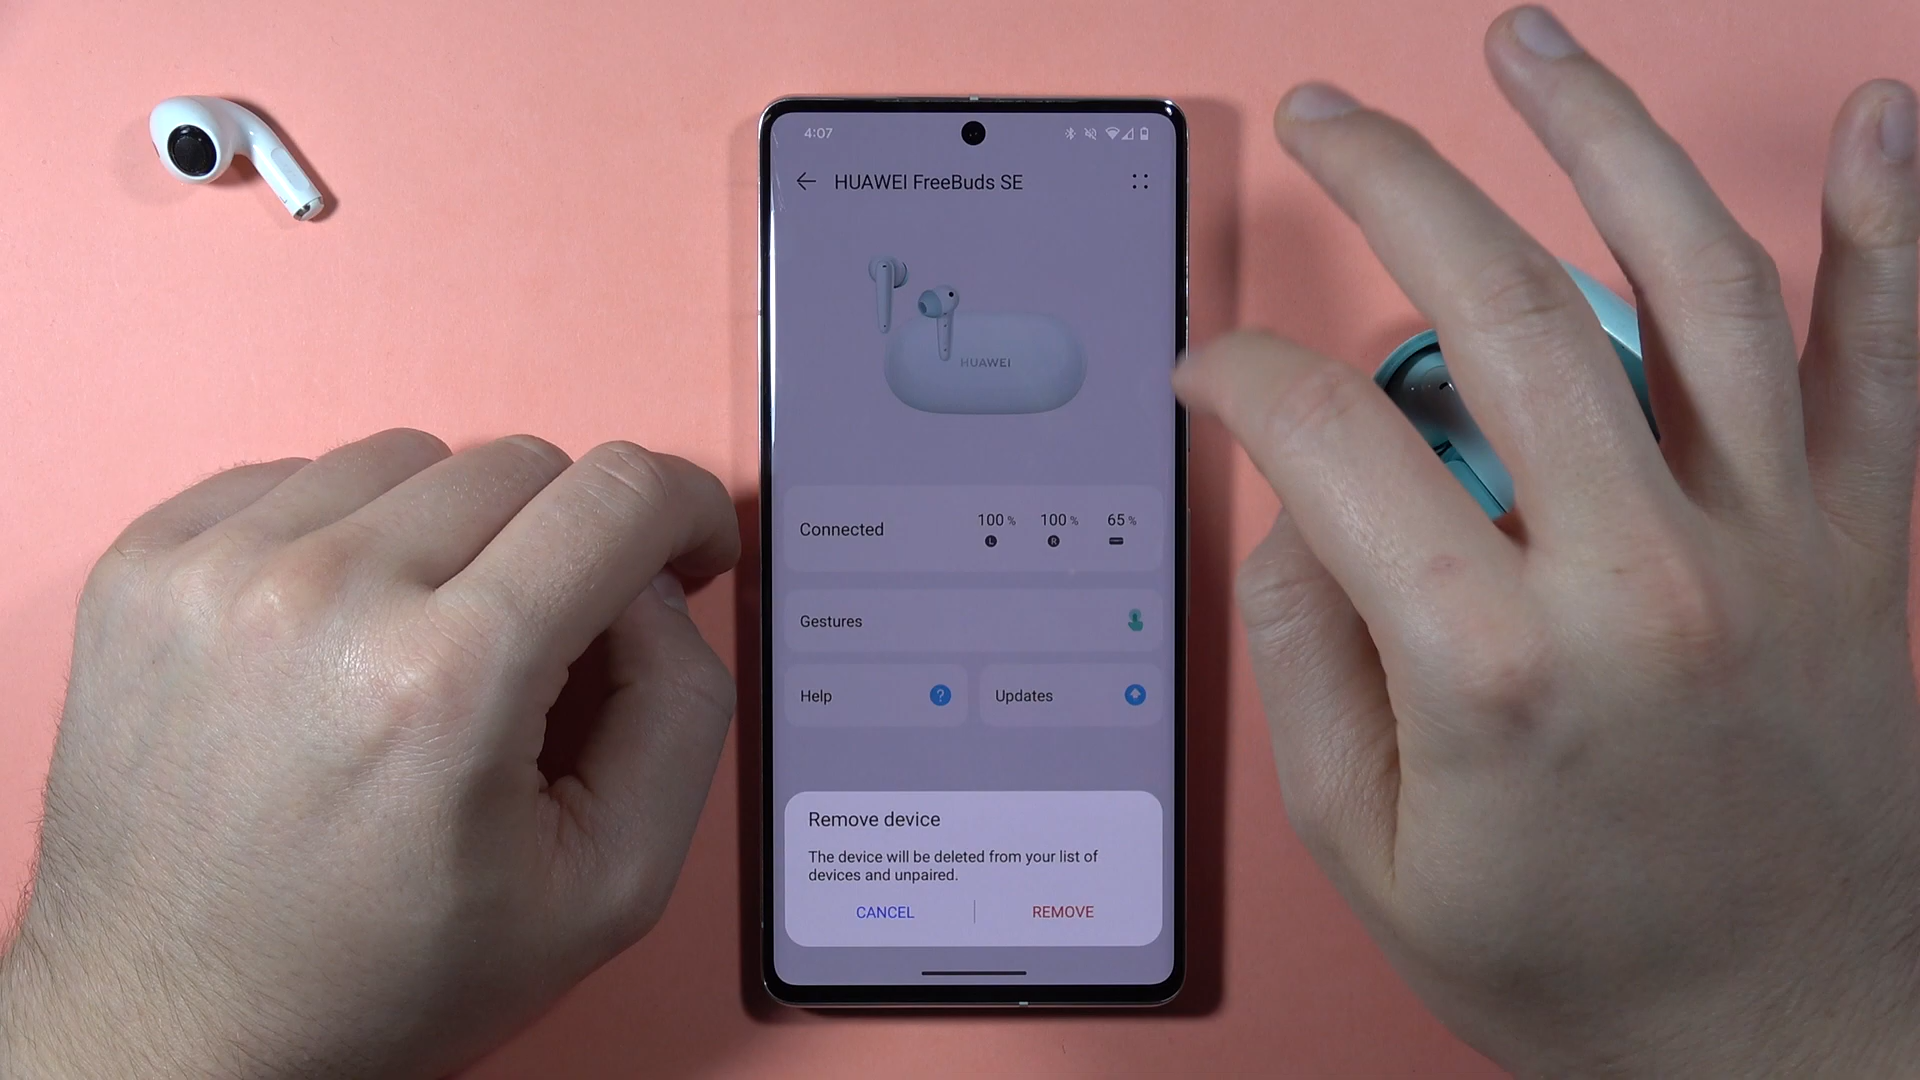 4:07
HUAWEI FreeBuds SE
HUAWEI
Connected
100 %
100 %
65 %
L
R
Gestures
Help
?
Updates
Remove device
The device will be deleted from your list of
devices and unpaired.
CANCEL
REMOVE